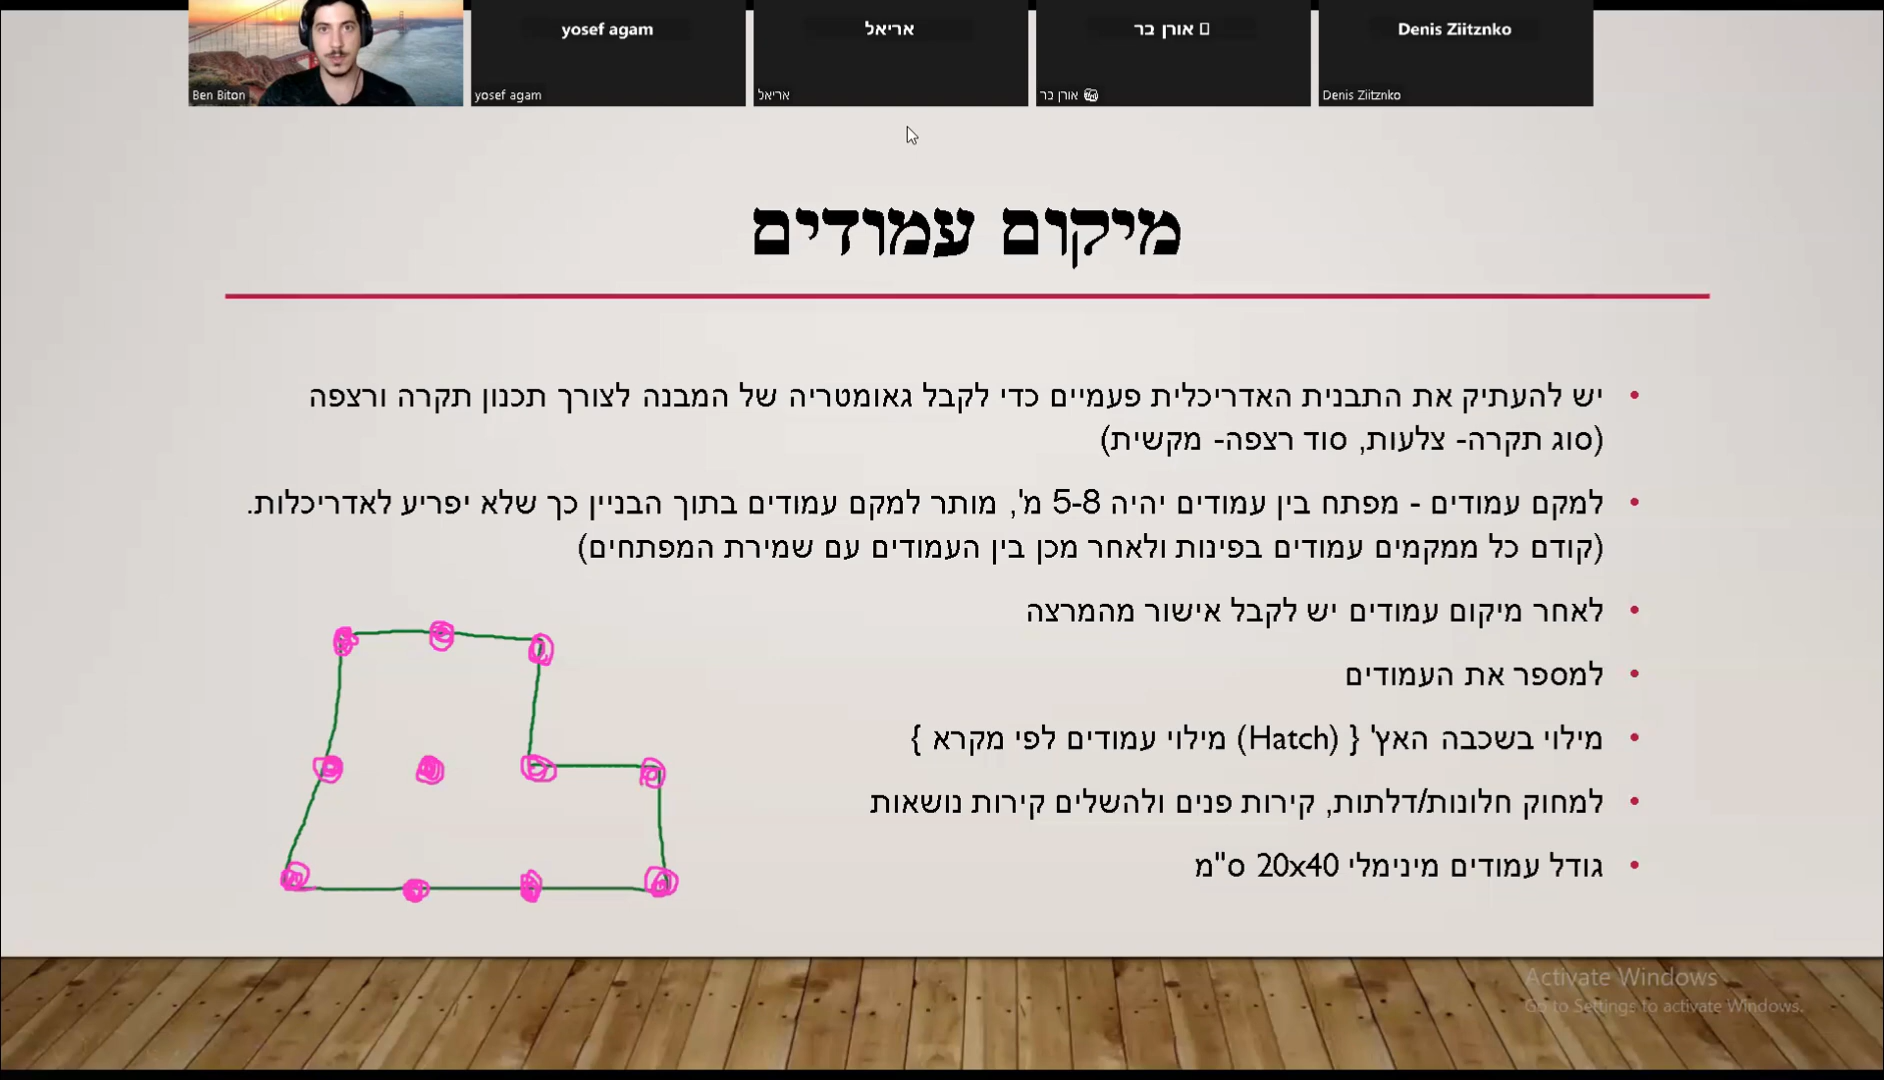 yosef agam
אריאל
אורן בר
Denis Ziitznko
Ben Biton
yosef agam
אריאל
אורן בר
Denis Ziitznko
מיקום עמודים
• יש להעתיק את התבנית האדריכלית פעמיים כדי לקבל גאומטריה של המבנה לצורך תכנון תקרה ורצפה
(סוג תקרה- צלעות, סוד רצפה- מקשית)
• למקם עמודים - מפתח בין עמודים יהיה 5-8 מ', מותר למקם עמודים בתוך הבניין כך שלא יפריע לאדריכלות.
(קודם כל ממקמים עמודים בפינות ולאחר מכן בין העמודים עם שמירת המפתחים)
• לאחר מיקום עמודים יש לקבל אישור מהמרצה
• למספר את העמודים
• מילוי בשכבה האץ' { (Hatch) מילוי עמודים לפי מקרא }
• למחוק חלונות/דלתות, קירות פנים ולהשלים קירות נושאות
• גודל עמודים מינימלי 20x40 ס"מ
Activate Windows
Go to Settings to activate Windows.